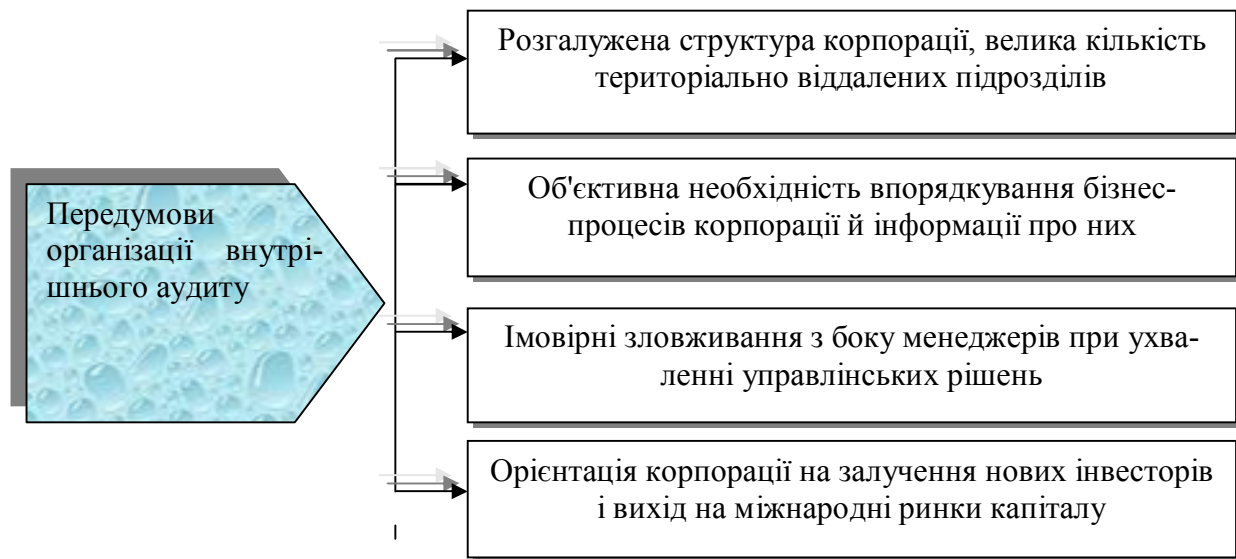 Передумови
організації внутрі-
шнього аудиту
Розгалужена структура корпорації, велика кількість
територіально віддалених підрозділів
Об'єктивна необхідність впорядкування бізнес-
процесів корпорації й інформації про них
Імовірні зловживання з боку менеджерів при ухва-
ленні управлінських рішень
Орієнтація корпорації на залучення нових інвесторів
і вихід на міжнародні ринки капіталу